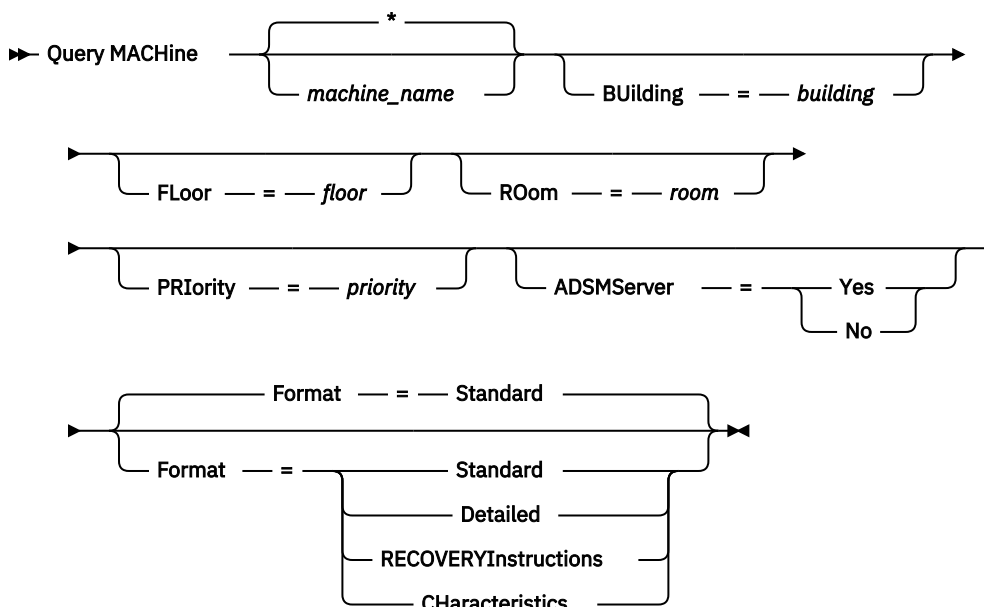 *
Query MACHine
machine_name
BUilding = building
FLoor = floor
ROom = room
PRIority = priority
ADSMServer = Yes
No
Format = Standard
Format = Standard
Detailed
RECOVERYInstructions
CHaracteristics